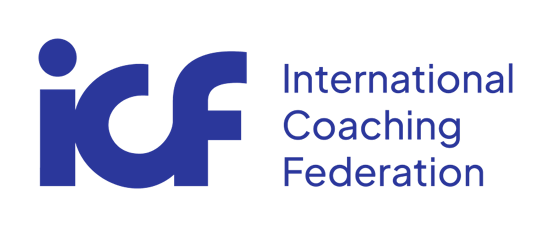 icf
International
Coaching
Federation